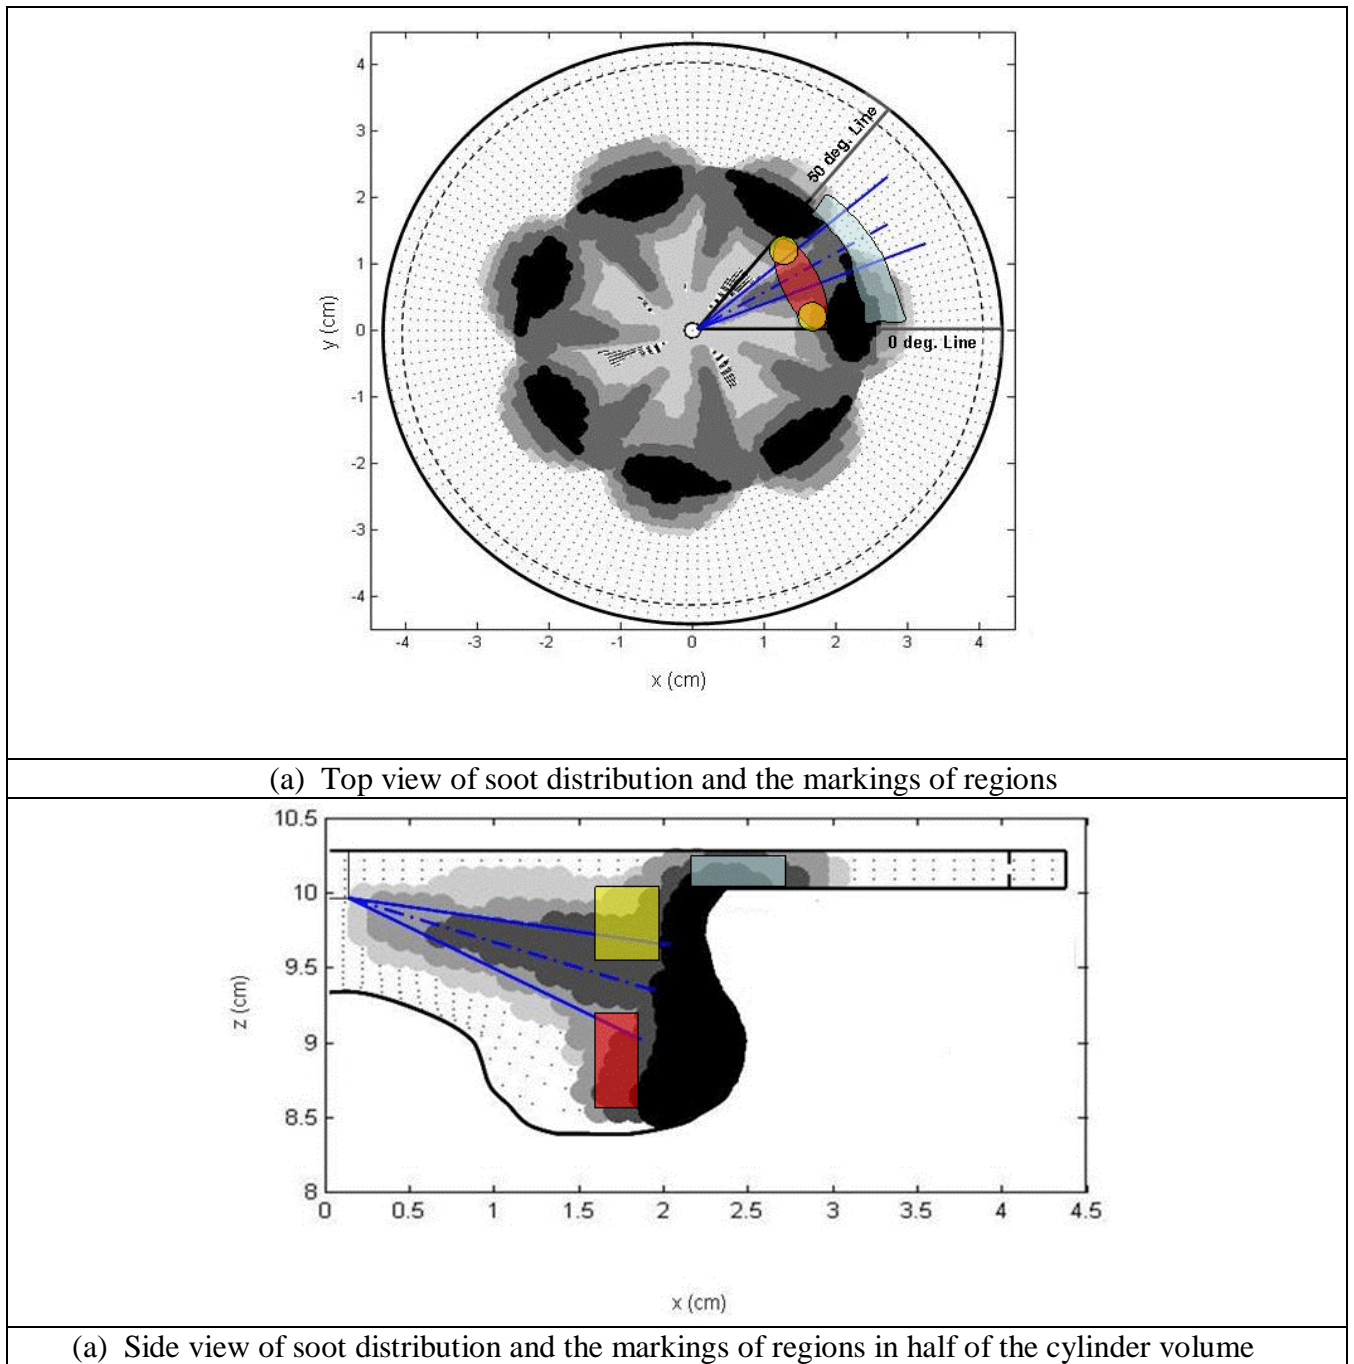 4
3
2
1
0
-1
-2
-3
-4
y (cm)
50 deg. Line
0 deg. Line
-4 -3 -2 -1 0 1 2 3 4
x (cm)
(a) Top view of soot distribution and the markings of regions
10.5
10
9.5
9
8.5
8
z (cm)
0 0.5 1 1.5 2 2.5 3 3.5 4 4.5
x (cm)
(a) Side view of soot distribution and the markings of regions in half of the cylinder volume